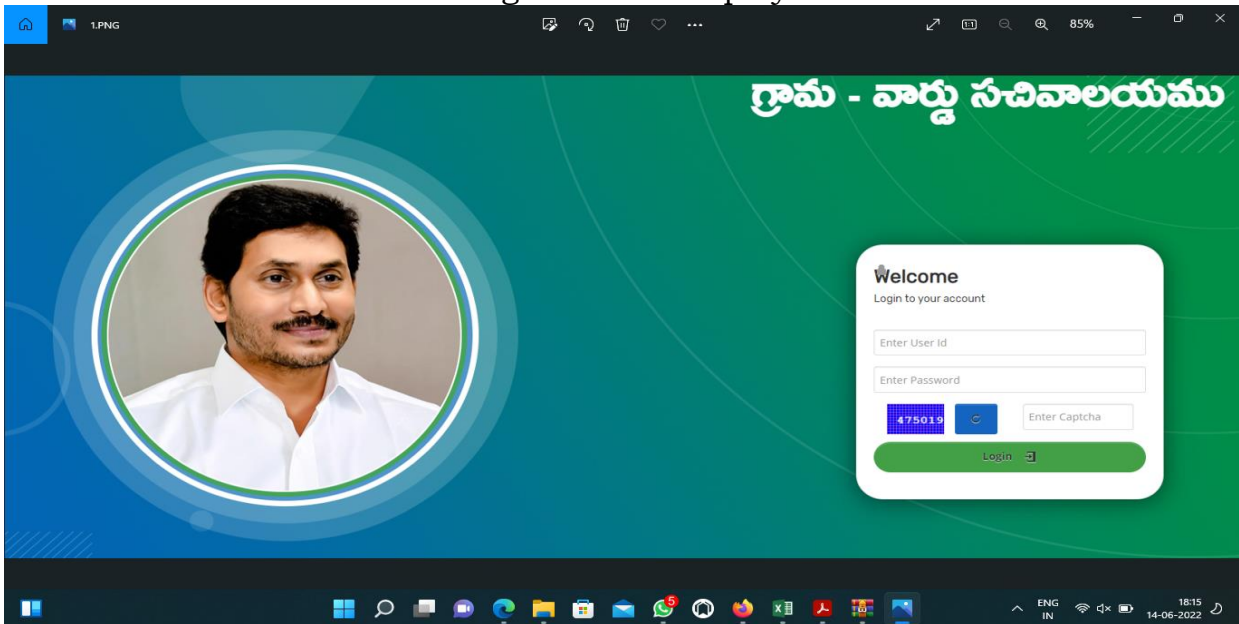 1.PNG
85%
గ్రామ - వార్డు సచివాలయము
Welcome
Login to your account
Enter User Id
Enter Password
475019
Enter Captcha
Login
5
ENG
IN
18:15
14-06-2022